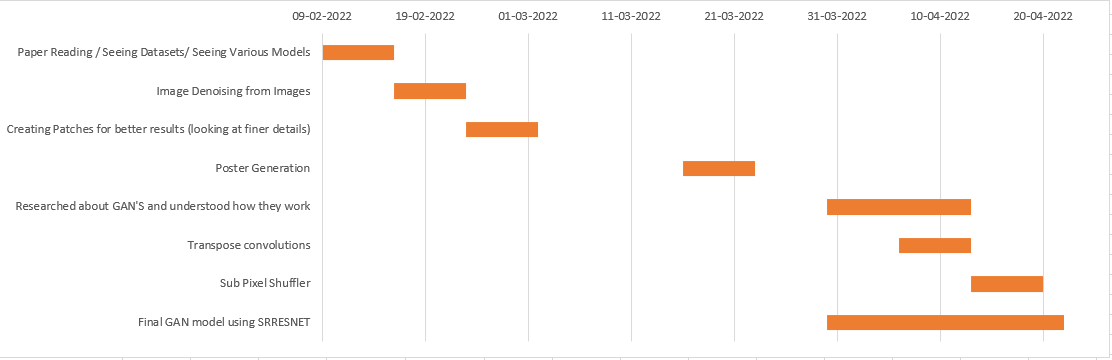 09-02-2022 19-02-2022 01-03-2022 11-03-2022 21-03-2022 31-03-2022 10-04-2022 20-04-2022
Paper Reading / Seeing Datasets/ Seeing Various Models
Image Denoising from Images
Creating Patches for better results (looking at finer details)
Poster Generation
Researched about GAN'S and understood how they work
Transpose convolutions
Sub Pixel Shuffler
Final GAN model using SRRESNET